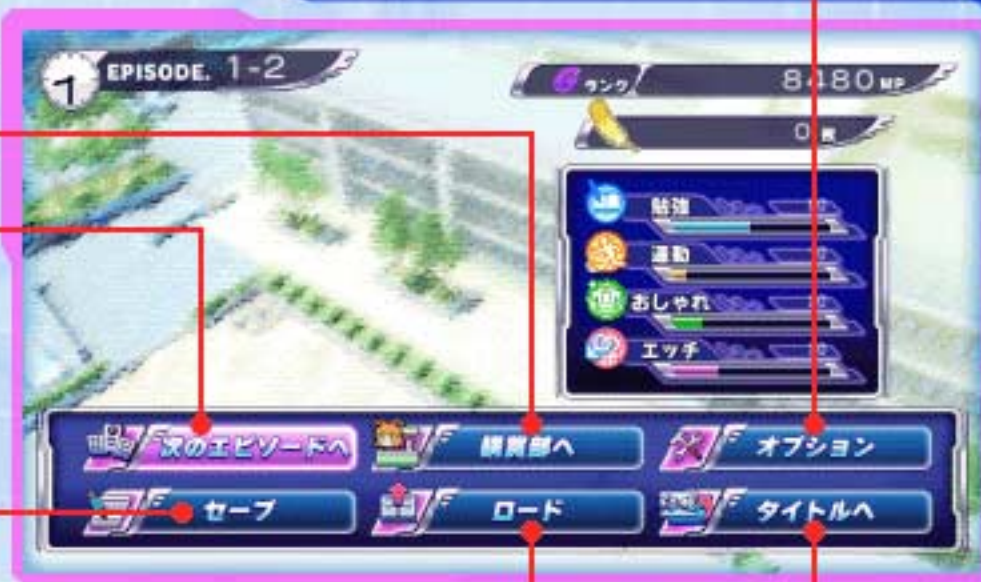 1
EPISODE. 1-2
G ランク 8480 MP
0 枚
勉強
運動
おしゃれ
エッチ
次のエピソードへ
購買部へ
オプション
セーブ
ロード
タイトルへ